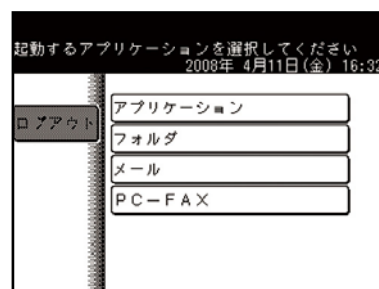 起動するアプリケーションを選択してください
2008年 4月11日(金) 16:32
ログアウト
アプリケーション
フォルダ
メール
PC-FAX